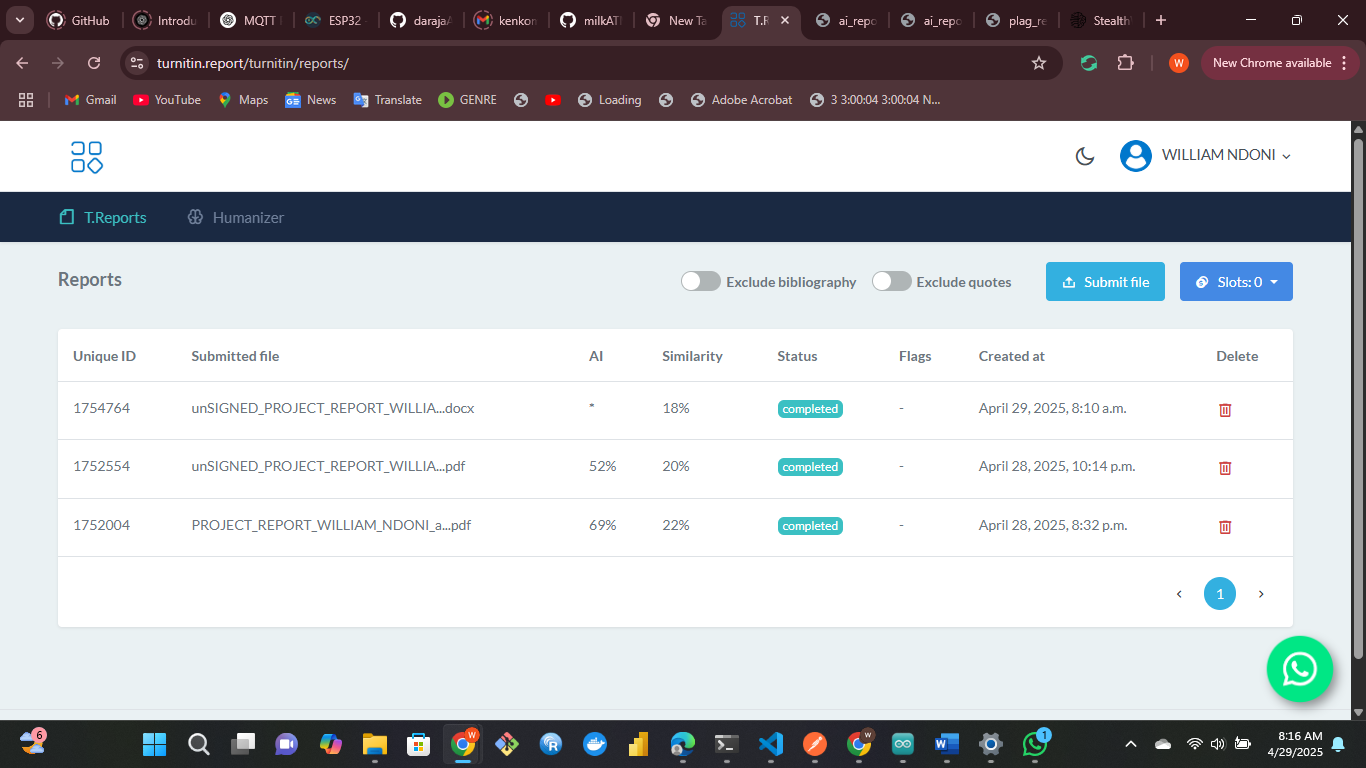 GitHub
Introdu
MQTT
ESP32
daraja
kenkon
milkAT
New Ta
T.R
ai_repo
ai_repo
plag_re
Stealth
turnitin.report/turnitin/reports/
W
New Chrome available
Gmail
YouTube
Maps
News
Translate
GENRE
Loading
Adobe Acrobat
3 3:00:04 3:00:04 N...
WILLIAM NDONI
T.Reports
Humanizer
Reports
Exclude bibliography
Exclude quotes
Submit file
Slots: 0
Unique ID Submitted file AI Similarity Status Flags Created at Delete
1754764 unSIGNED_PROJECT_REPORT_WILLIA...docx * 18% completed - April 29, 2025, 8:10 a.m.
1752554 unSIGNED_PROJECT_REPORT_WILLIA...pdf 52% 20% completed - April 28, 2025, 10:14 p.m.
1752004 PROJECT_REPORT_WILLIAM_NDONI_a...pdf 69% 22% completed - April 28, 2025, 8:32 p.m.
1
6
W
W
1
8:16 AM
4/29/2025